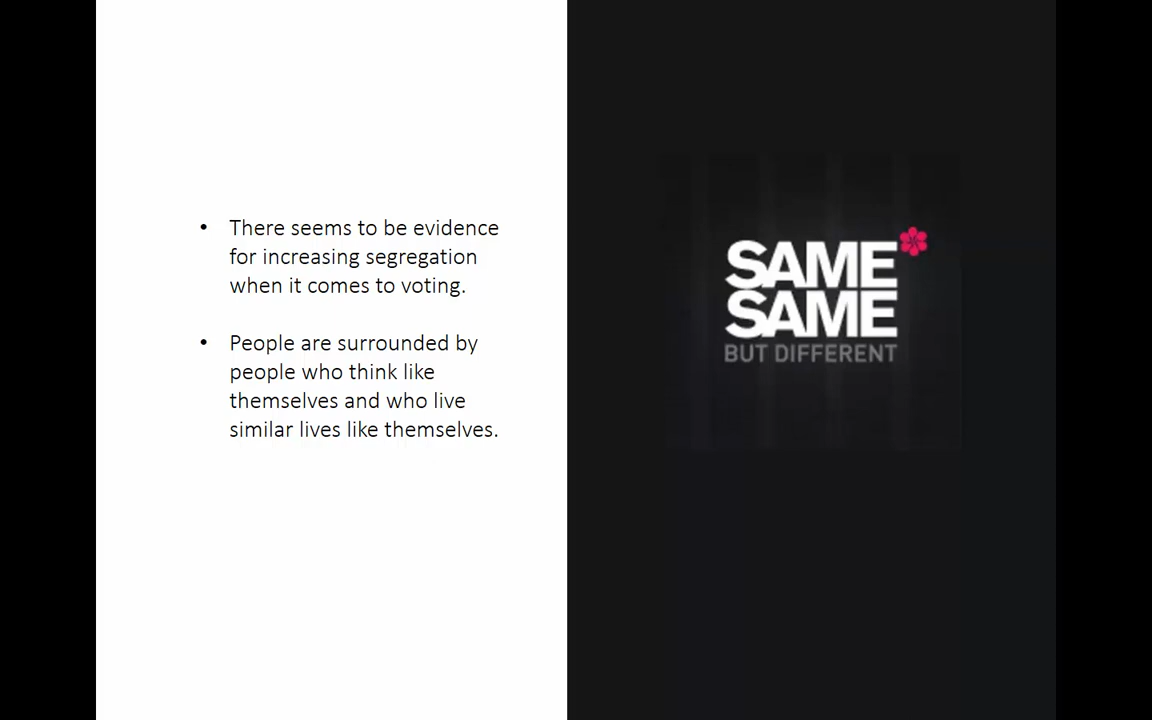 • There seems to be evidence
for increasing segregation
when it comes to voting.
• People are surrounded by
people who think like
themselves and who live
similar lives like themselves.
SAME
SAME
BUT DIFFERENT